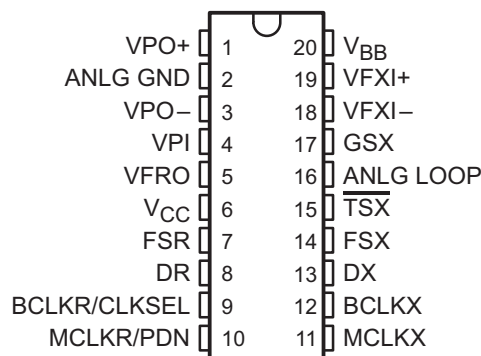 VPO+ 1 20 VBB
ANLG GND 2 19 VFXI+
VPO– 3 18 VFXI–
VPI 4 17 GSX
VFRO 5 16 ANLG LOOP
VCC 6 15 TSX
FSR 7 14 FSX
DR 8 13 DX
BCLKR/CLKSEL 9 12 BCLKX
MCLKR/PDN 10 11 MCLKX